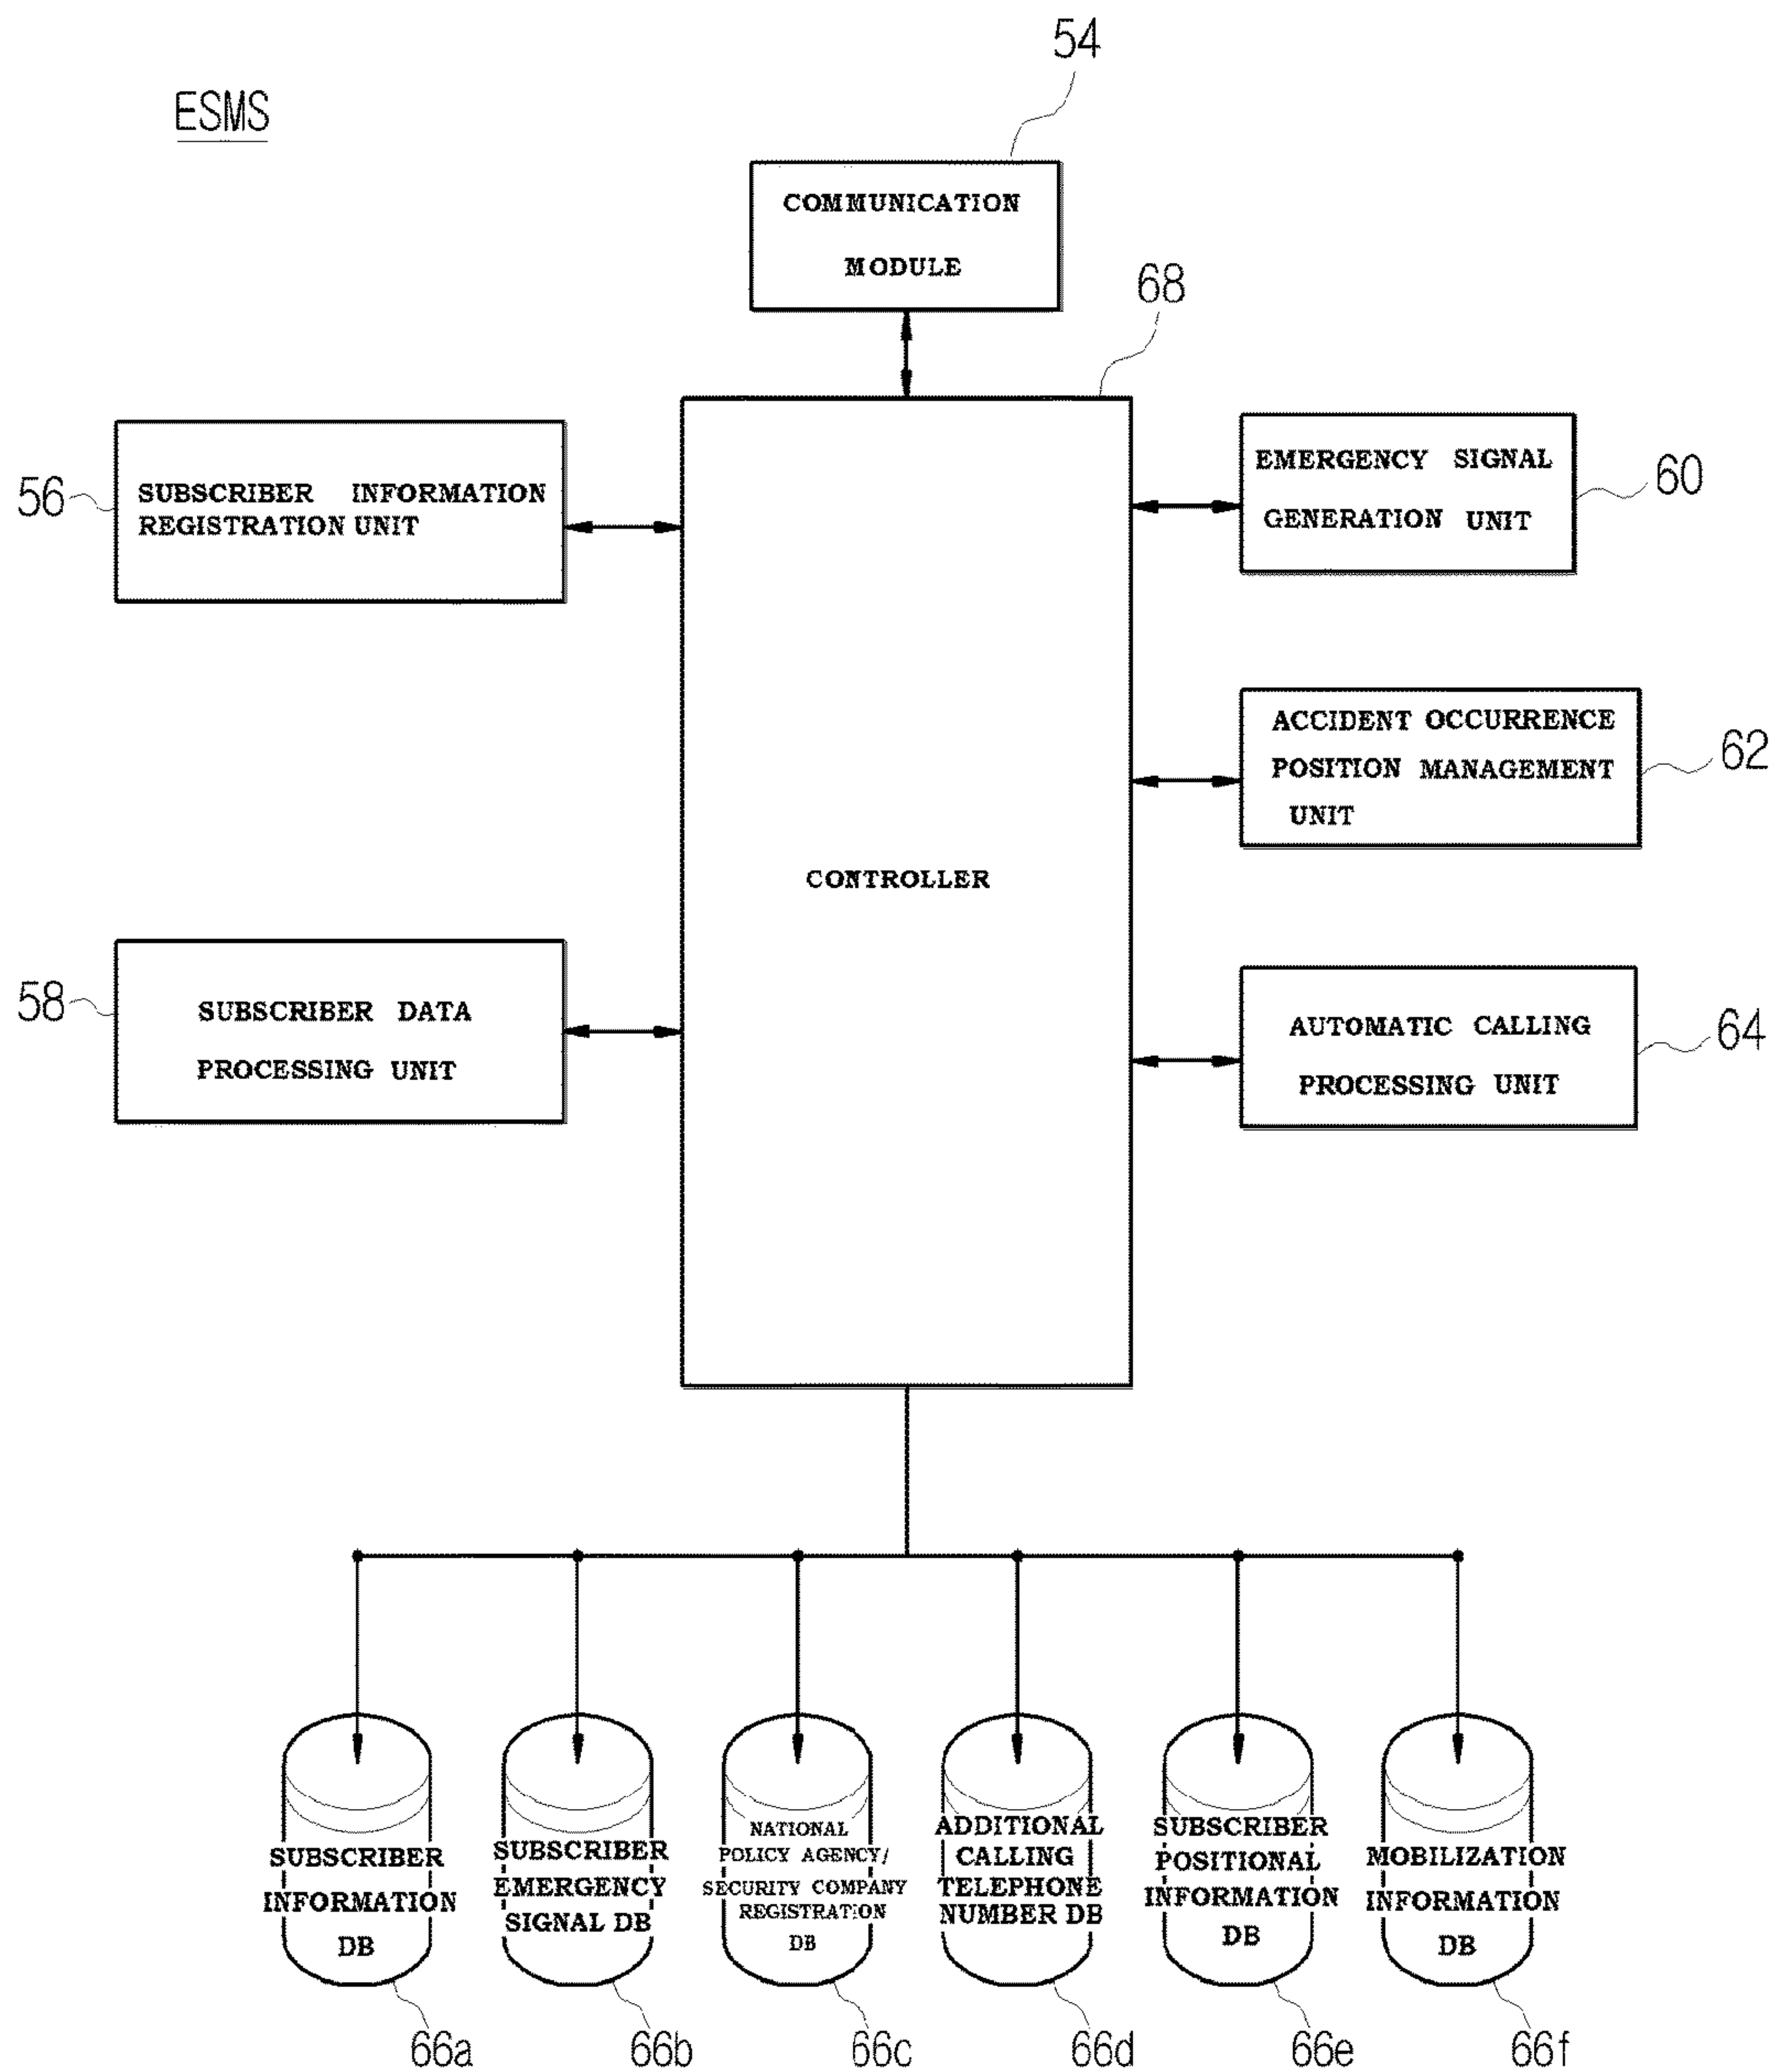 54
ESMS
COMMUNICATION
MODULE
68
56
SUBSCRIBER INFORMATION
REGISTRATION UNIT
EMERGENCY SIGNAL
GENERATION UNIT
60
ACCIDENT OCCURRENCE
POSITION MANAGEMENT
UNIT
62
CONTROLLER
58
SUBSCRIBER DATA
PROCESSING UNIT
AUTOMATIC CALLING
PROCESSING UNIT
64
SUBSCRIBER
INFORMATION
DB
SUBSCRIBER
EMERGENCY
SIGNAL DB
NATIONAL
POLICY AGENCY/
SECURITY COMPANY
REGISTRATION
DB
ADDITIONAL
CALLING
TELEPHONE
NUMBER DB
SUBSCRIBER
POSITIONAL
INFORMATION
DB
MOBILIZATION
INFORMATION
DB
66a
66b
66c
66d
66e
66f